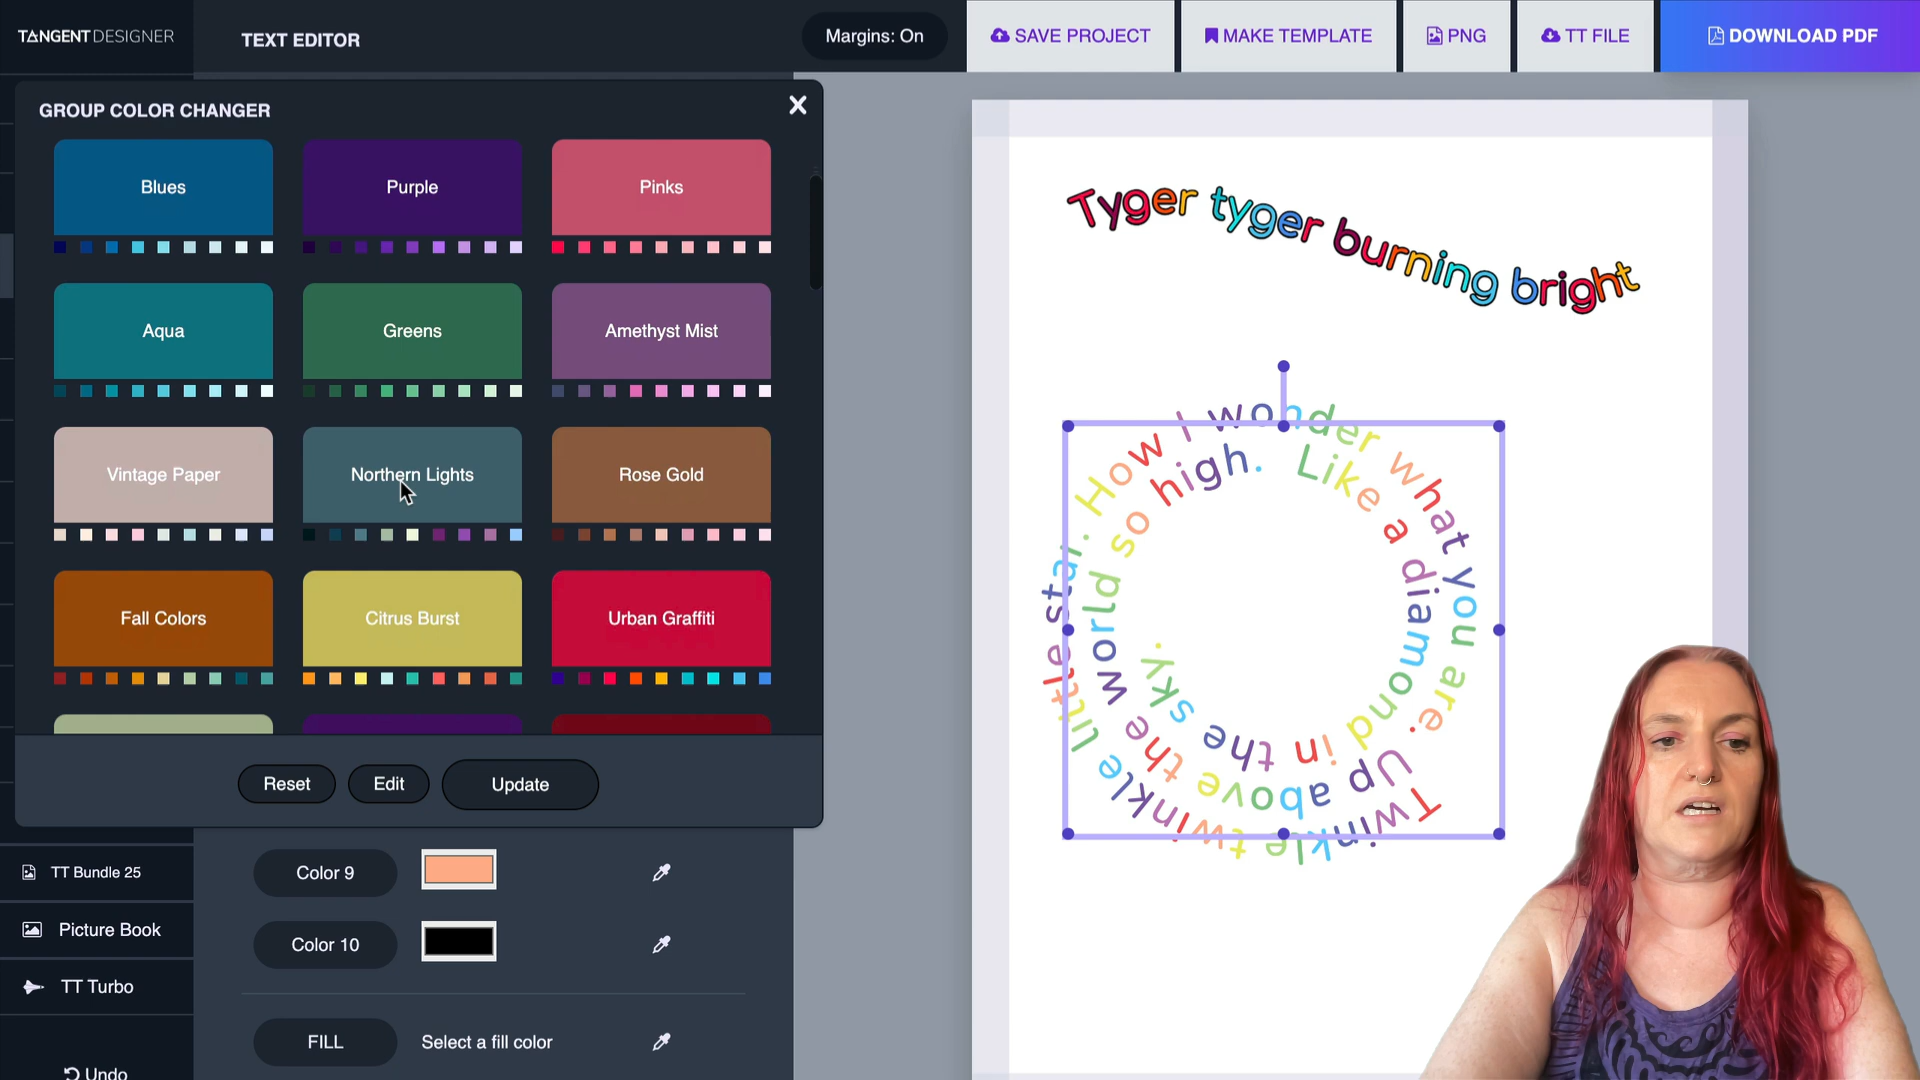 TANGENT DESIGNER
TEXT EDITOR
Margins: On
SAVE PROJECT
MAKE TEMPLATE
PNG
TT FILE
DOWNLOAD PDF
GROUP COLOR CHANGER
Blues
Purple
Pinks
Aqua
Greens
Amethyst Mist
Vintage Paper
Northern Lights
Rose Gold
Fall Colors
Citrus Burst
Urban Graffiti
Reset
Edit
Update
TT Bundle 25
Picture Book
TT Turbo
Undo
Color 9
Color 10
FILL
Select a fill color
Tyger tyger burning bright
Twinkle twinkle little star. How I wonder what you are. Up above the world so high. Like a diamond in the sky.